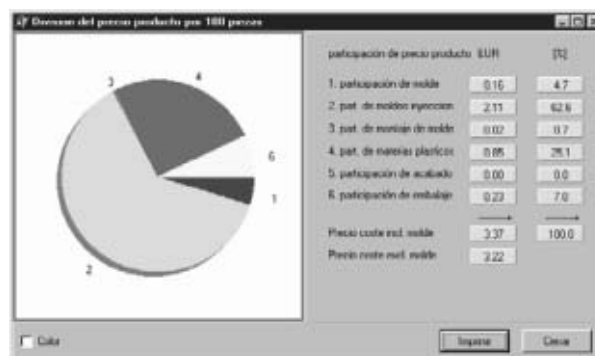 Division del precio producto por 100 piezas
participación de precio producto EUR [%]
1. participación de molde 0.16 4.7
2. part. de moldeo inyeccion 2.11 62.6
3. part. de montaje de molde 0.02 0.7
4. part. de materias plasticos 0.85 25.1
5. participación de acabado 0.00 0.0
6. participación de embalaje 0.23 7.0
Precio coste incl. molde 3.37 100.0
Precio coste excl. molde 3.22
3
4
6
1
2
Color
Imprimir
Cerrar